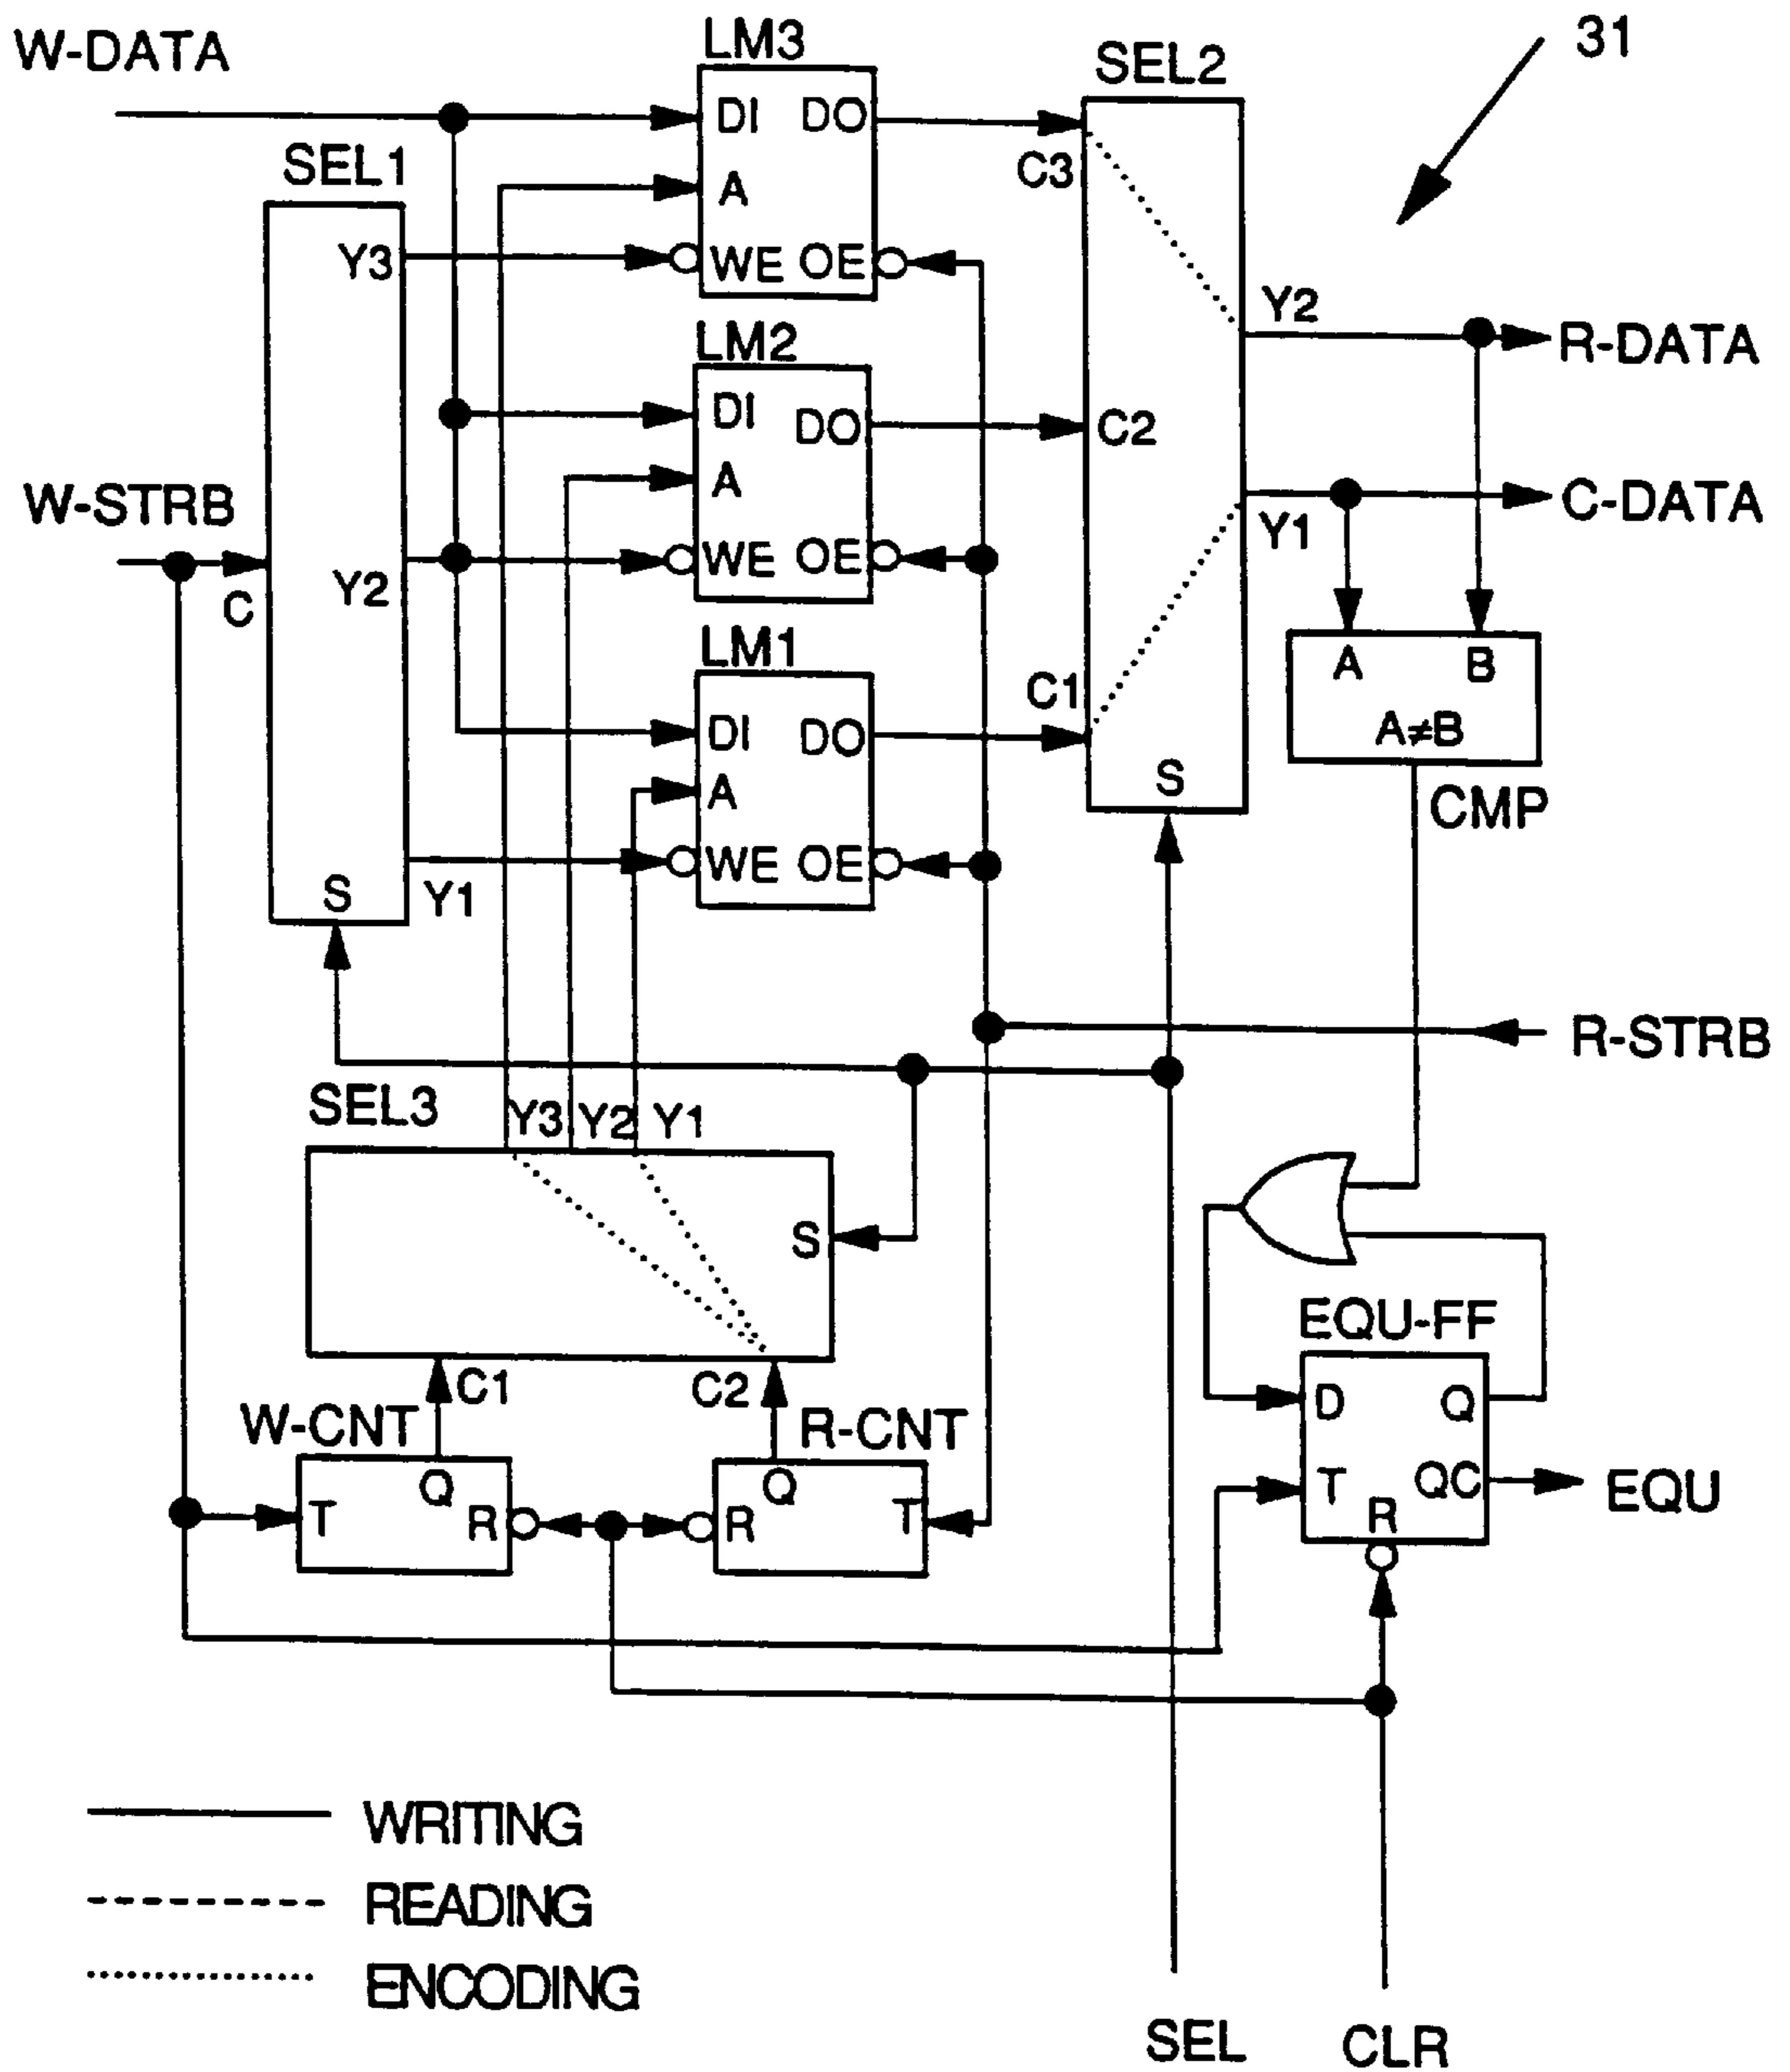 W-DATA
LM3
SEL2
31
DI DO
SEL1
C3
A
Y3
WE OE
Y2
R-DATA
LM2
DI DO
C2
A
W-STRB
C-DATA
Y1
WE OE
Y2
C
LM1
A B
C1
DI DO
A≠B
S
A
CMP
WE OE
S
Y1
R-STRB
SEL3
Y3 Y2 Y1
S
EQU-FF
C1
C2
D Q
W-CNT
R-CNT
Q
Q
T QC
EQU
T R
R T
R
WRITING
READING
ENCODING
SEL
CLR